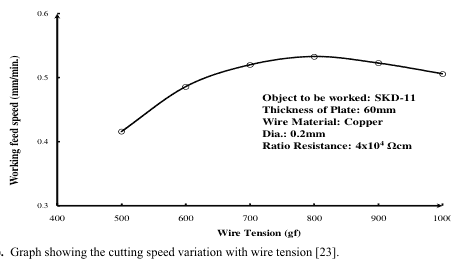 0.6
0.5
0.4
0.3
Working feed speed (mm/min.)
Object to be worked: SKD-11
Thickness of Plate: 60mm
Wire Material: Copper
Dia.: 0.2mm
Ratio Resistance: 4x10⁴ Ωcm
400 500 600 700 800 900 1000
Wire Tension (gf)
. Graph showing the cutting speed variation with wire tension [23].